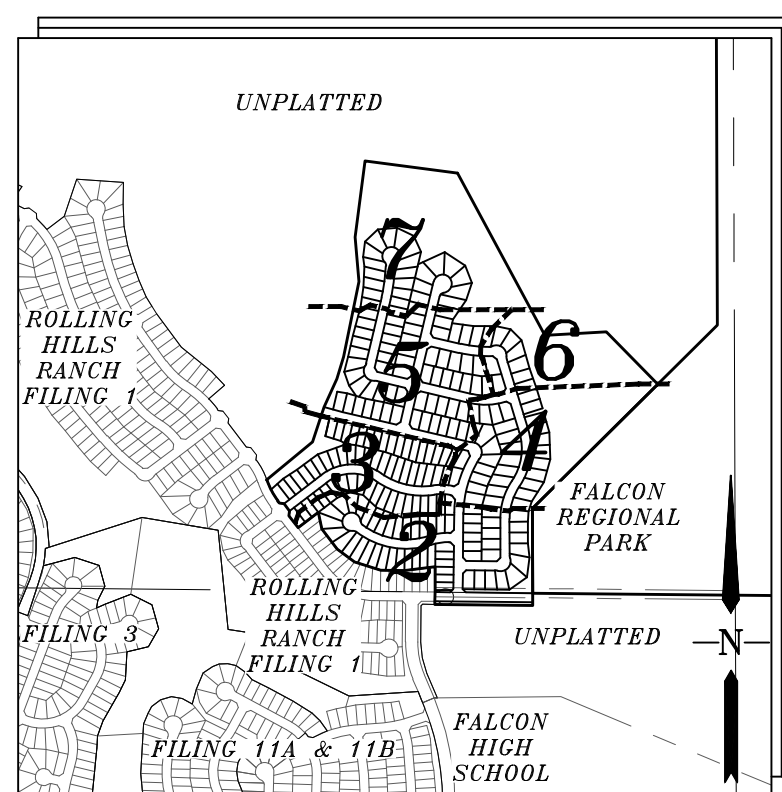 UNPLATTED
7
ROLLING
HILLS
RANCH
FILING 1
6
5
4
3
FALCON
REGIONAL
PARK
2
ROLLING
HILLS
RANCH
FILING 1
FILING 3
UNPLATTED
N
FILING 11A & 11B
FALCON
HIGH
SCHOOL